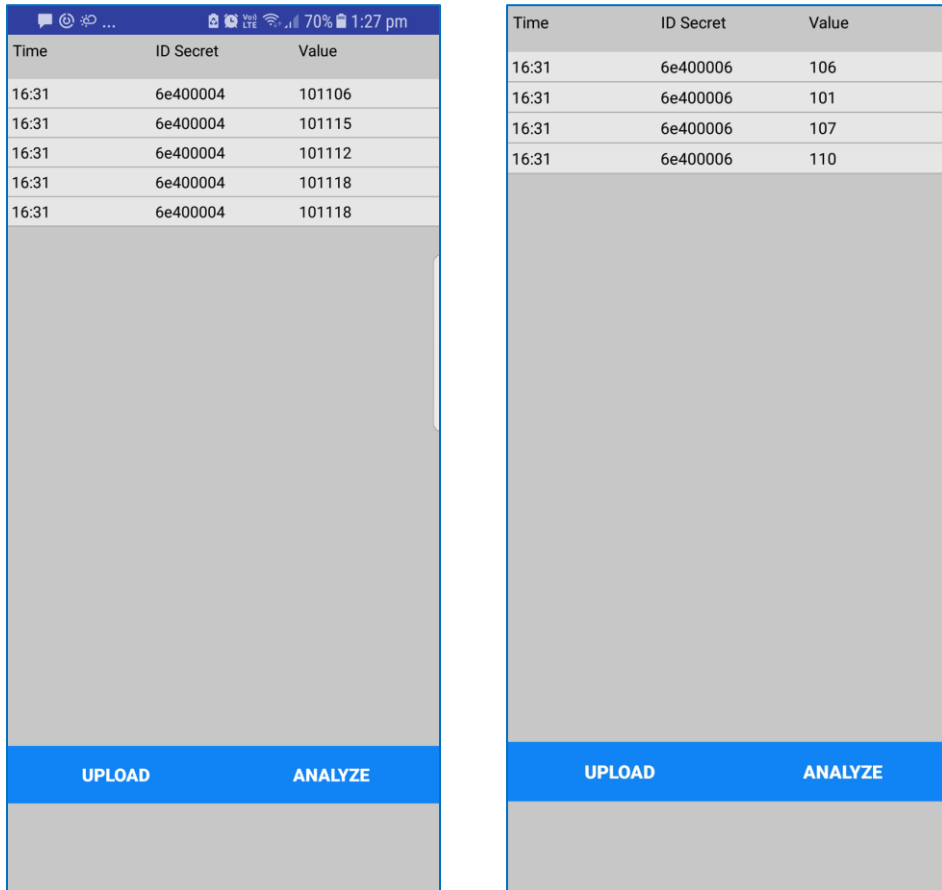 ... 70% 1:27 pm
Time ID Secret Value
16:31 6e400004 101106
16:31 6e400004 101115
16:31 6e400004 101112
16:31 6e400004 101118
16:31 6e400004 101118
UPLOAD ANALYZE
Time ID Secret Value
16:31 6e400006 106
16:31 6e400006 101
16:31 6e400006 107
16:31 6e400006 110
UPLOAD ANALYZE